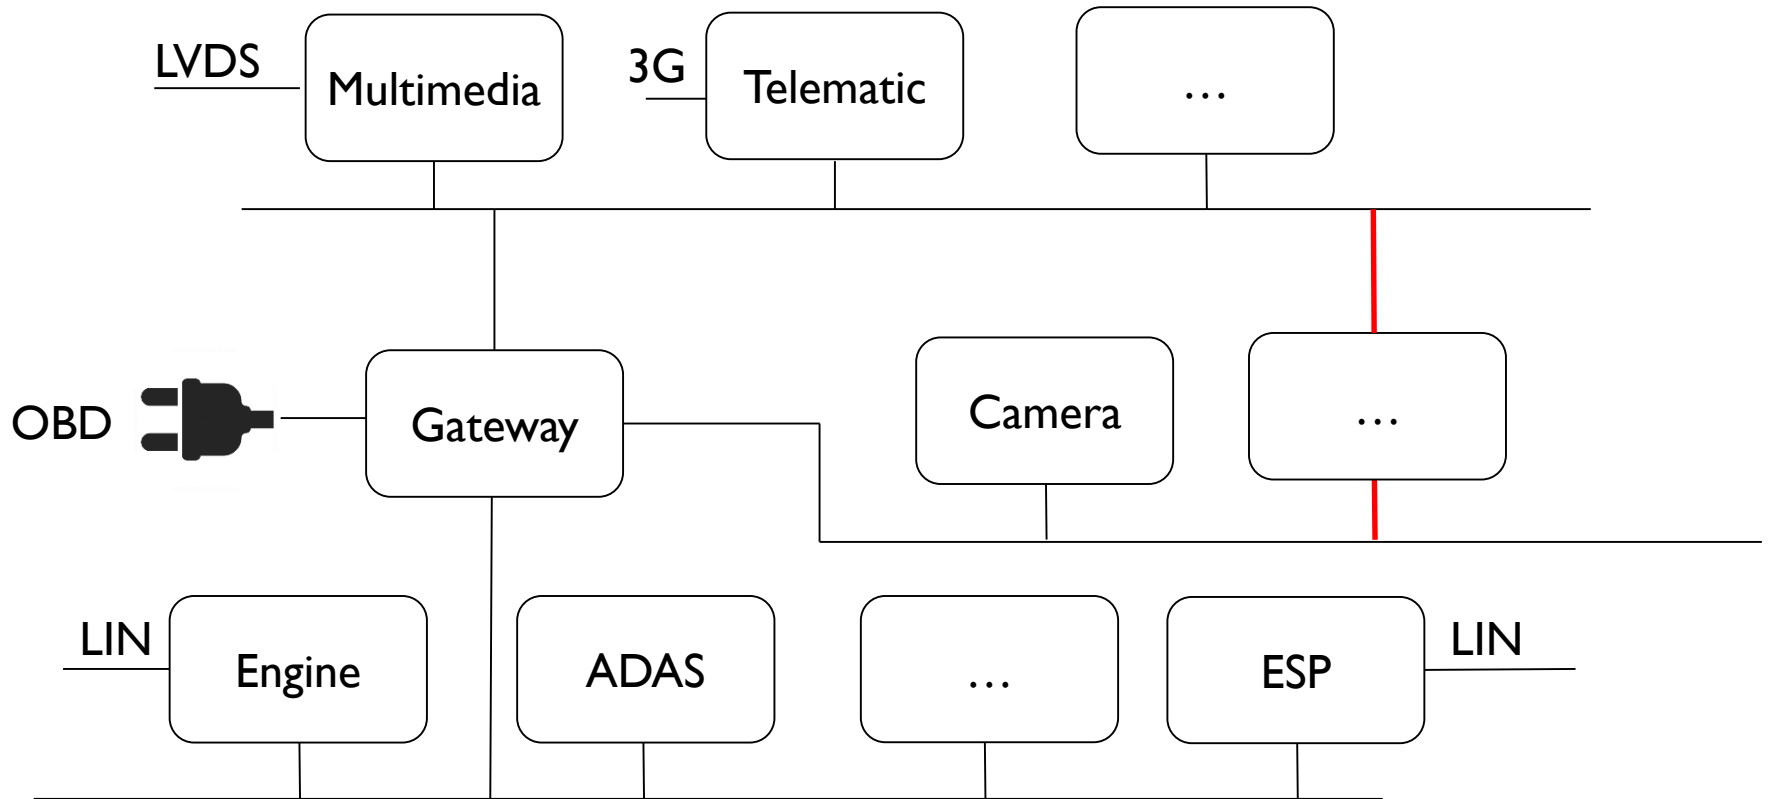 LVDS
Multimedia
3G
Telematic
...
OBD
Gateway
Camera
...
LIN
Engine
ADAS
...
ESP
LIN